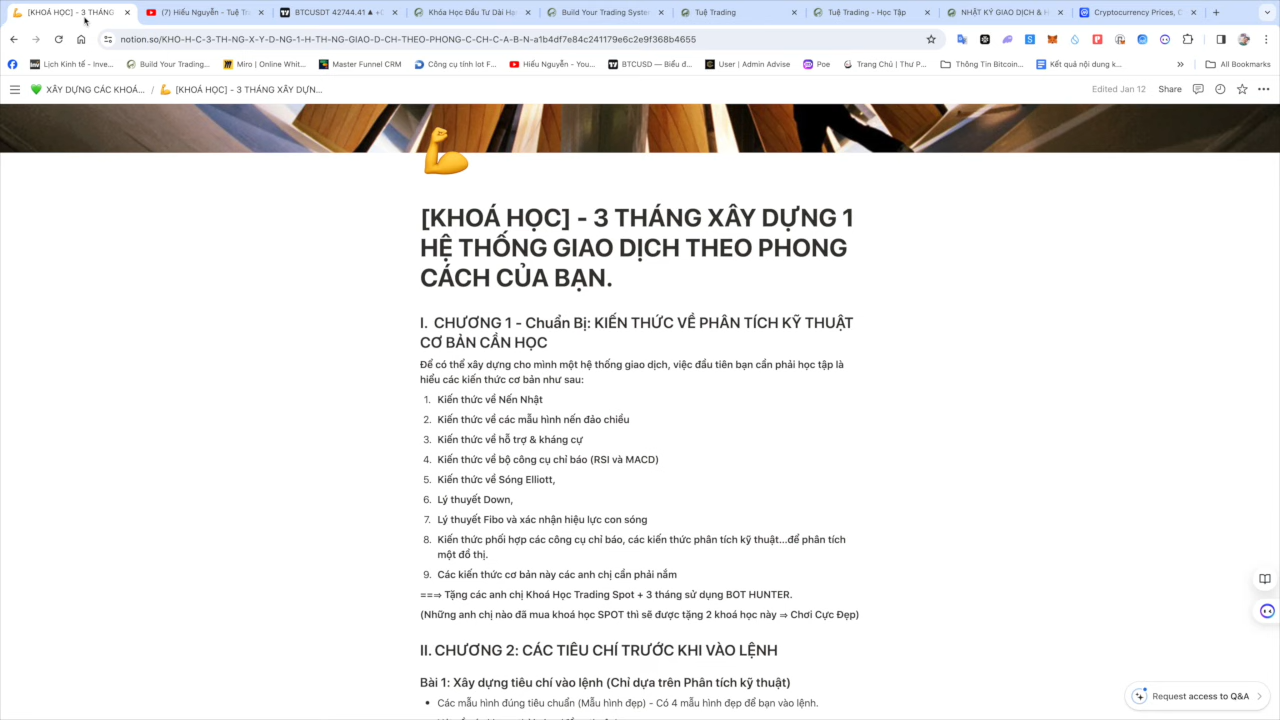 [KHOÁ HỌC] - 3 THÁNG
(7) Hiếu Nguyễn - Tuệ Tr
BTCUSDT 42744.41 ▲ +0
Khóa Học Đầu Tư Dài Hạn
Build Your Trading System
Tuệ Trading
Tuệ Trading - Học Tập
NHẬT KÝ GIAO DỊCH & H
Cryptocurrency Prices, C
notion.so/KHO-H-C-3-TH-NG-X-Y-D-NG-1-H-TH-NG-GIAO-D-CH-THEO-PHONG-C-CH-C-A-B-N-a1b4df7e84c241179e6c2e9f368b4655
Lịch Kinh tế - Inve...
Build Your Trading...
Miro | Online Whit...
Master Funnel CRM
Công cụ tính lot F...
Hiếu Nguyễn - You...
BTCUSD — Biểu đ...
User | Admin Advise
Poe
Trang Chủ | Thư P...
Thông Tin Bitcoin...
Kết quả nội dung k...
All Bookmarks
XÂY DỰNG CÁC KHOÁ... / [KHOÁ HỌC] - 3 THÁNG XÂY DỰN...
Edited Jan 12 Share
[KHOÁ HỌC] - 3 THÁNG XÂY DỰNG 1
HỆ THỐNG GIAO DỊCH THEO PHONG
CÁCH CỦA BẠN.
I. CHƯƠNG 1 - Chuẩn Bị: KIẾN THỨC VỀ PHÂN TÍCH KỸ THUẬT
CƠ BẢN CẦN HỌC
Để có thể xây dựng cho mình một hệ thống giao dịch, việc đầu tiên bạn cần phải học tập là
hiểu các kiến thức cơ bản như sau:
1. Kiến thức về Nến Nhật
2. Kiến thức về các mẫu hình nến đảo chiều
3. Kiến thức về hỗ trợ & kháng cự
4. Kiến thức về bộ công cụ chỉ báo (RSI và MACD)
5. Kiến thức về Sóng Elliott,
6. Lý thuyết Down,
7. Lý thuyết Fibo và xác nhận hiệu lực con sóng
8. Kiến thức phối hợp các công cụ chỉ báo, các kiến thức phân tích kỹ thuật...để phân tích
một đồ thị.
9. Các kiến thức cơ bản này các anh chị cần phải nắm
==⇒ Tặng các anh chị Khoá Học Trading Spot + 3 tháng sử dụng BOT HUNTER.
(Những anh chị nào đã mua khoá học SPOT thì sẽ được tặng 2 khoá học này ⇒ Chơi Cực Đẹp)
II. CHƯƠNG 2: CÁC TIÊU CHÍ TRƯỚC KHI VÀO LỆNH
Bài 1: Xây dựng tiêu chí vào lệnh (Chỉ dựa trên Phân tích kỹ thuật)
• Các mẫu hình đúng tiêu chuẩn (Mẫu hình đẹp) - Có 4 mẫu hình đẹp để bạn vào lệnh.
Request access to Q&A